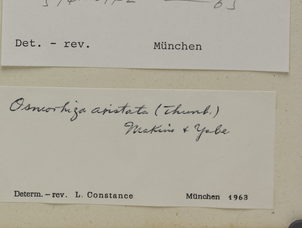 Det. - rev. München
Osmorhiza aristata (Thunb.)
Makino & Yabe
Determ.-rev. L. Constance München 1963